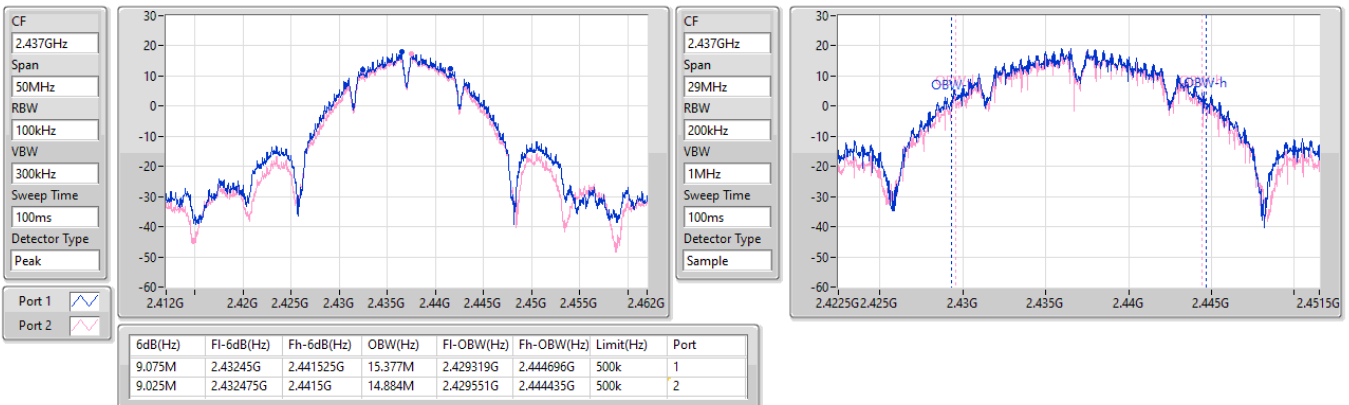 CF
2.437GHz
Span
50MHz
RBW
100kHz
VBW
300kHz
Sweep Time
100ms
Detector Type
Peak
Port 1
Port 2
30
20
10
0
-10
-20
-30
-40
-50
-60
2.412G 2.42G 2.425G 2.43G 2.435G 2.44G 2.445G 2.45G 2.455G 2.462G
CF
2.437GHz
Span
29MHz
RBW
200kHz
VBW
1MHz
Sweep Time
100ms
Detector Type
Sample
30
20
10
0
-10
-20
-30
-40
-50
-60
OBW-h
2.4225G 2.425G 2.43G 2.435G 2.44G 2.445G 2.4515G
6dB(Hz) Fl-6dB(Hz) Fh-6dB(Hz) OBW(Hz) Fl-OBW(Hz) Fh-OBW(Hz) Limit(Hz) Port
9.075M 2.43245G 2.441525G 15.377M 2.429319G 2.444696G 500k 1
9.025M 2.432475G 2.4415G 14.884M 2.429551G 2.444435G 500k 2